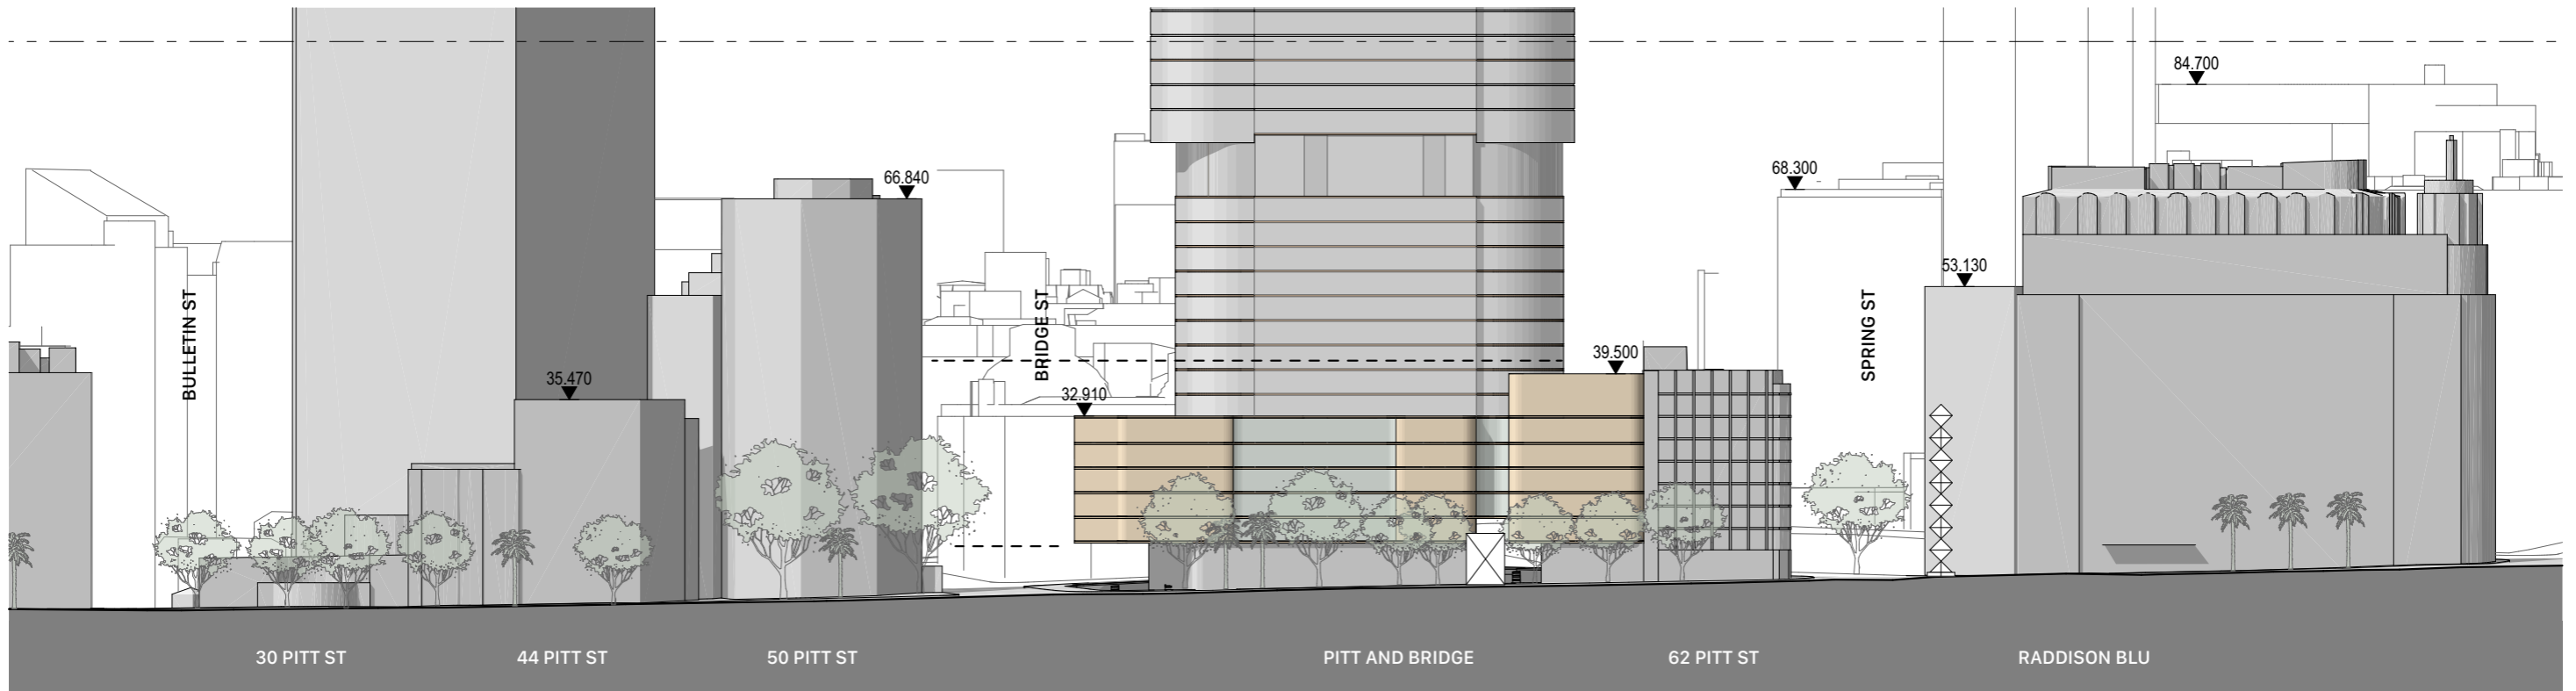 84.700
66.840
68.300
53.130
BULLETIN ST
BRIDGE ST
SPRING ST
35.470
39.500
32.910
30 PITT ST
44 PITT ST
50 PITT ST
PITT AND BRIDGE
62 PITT ST
RADDISON BLU